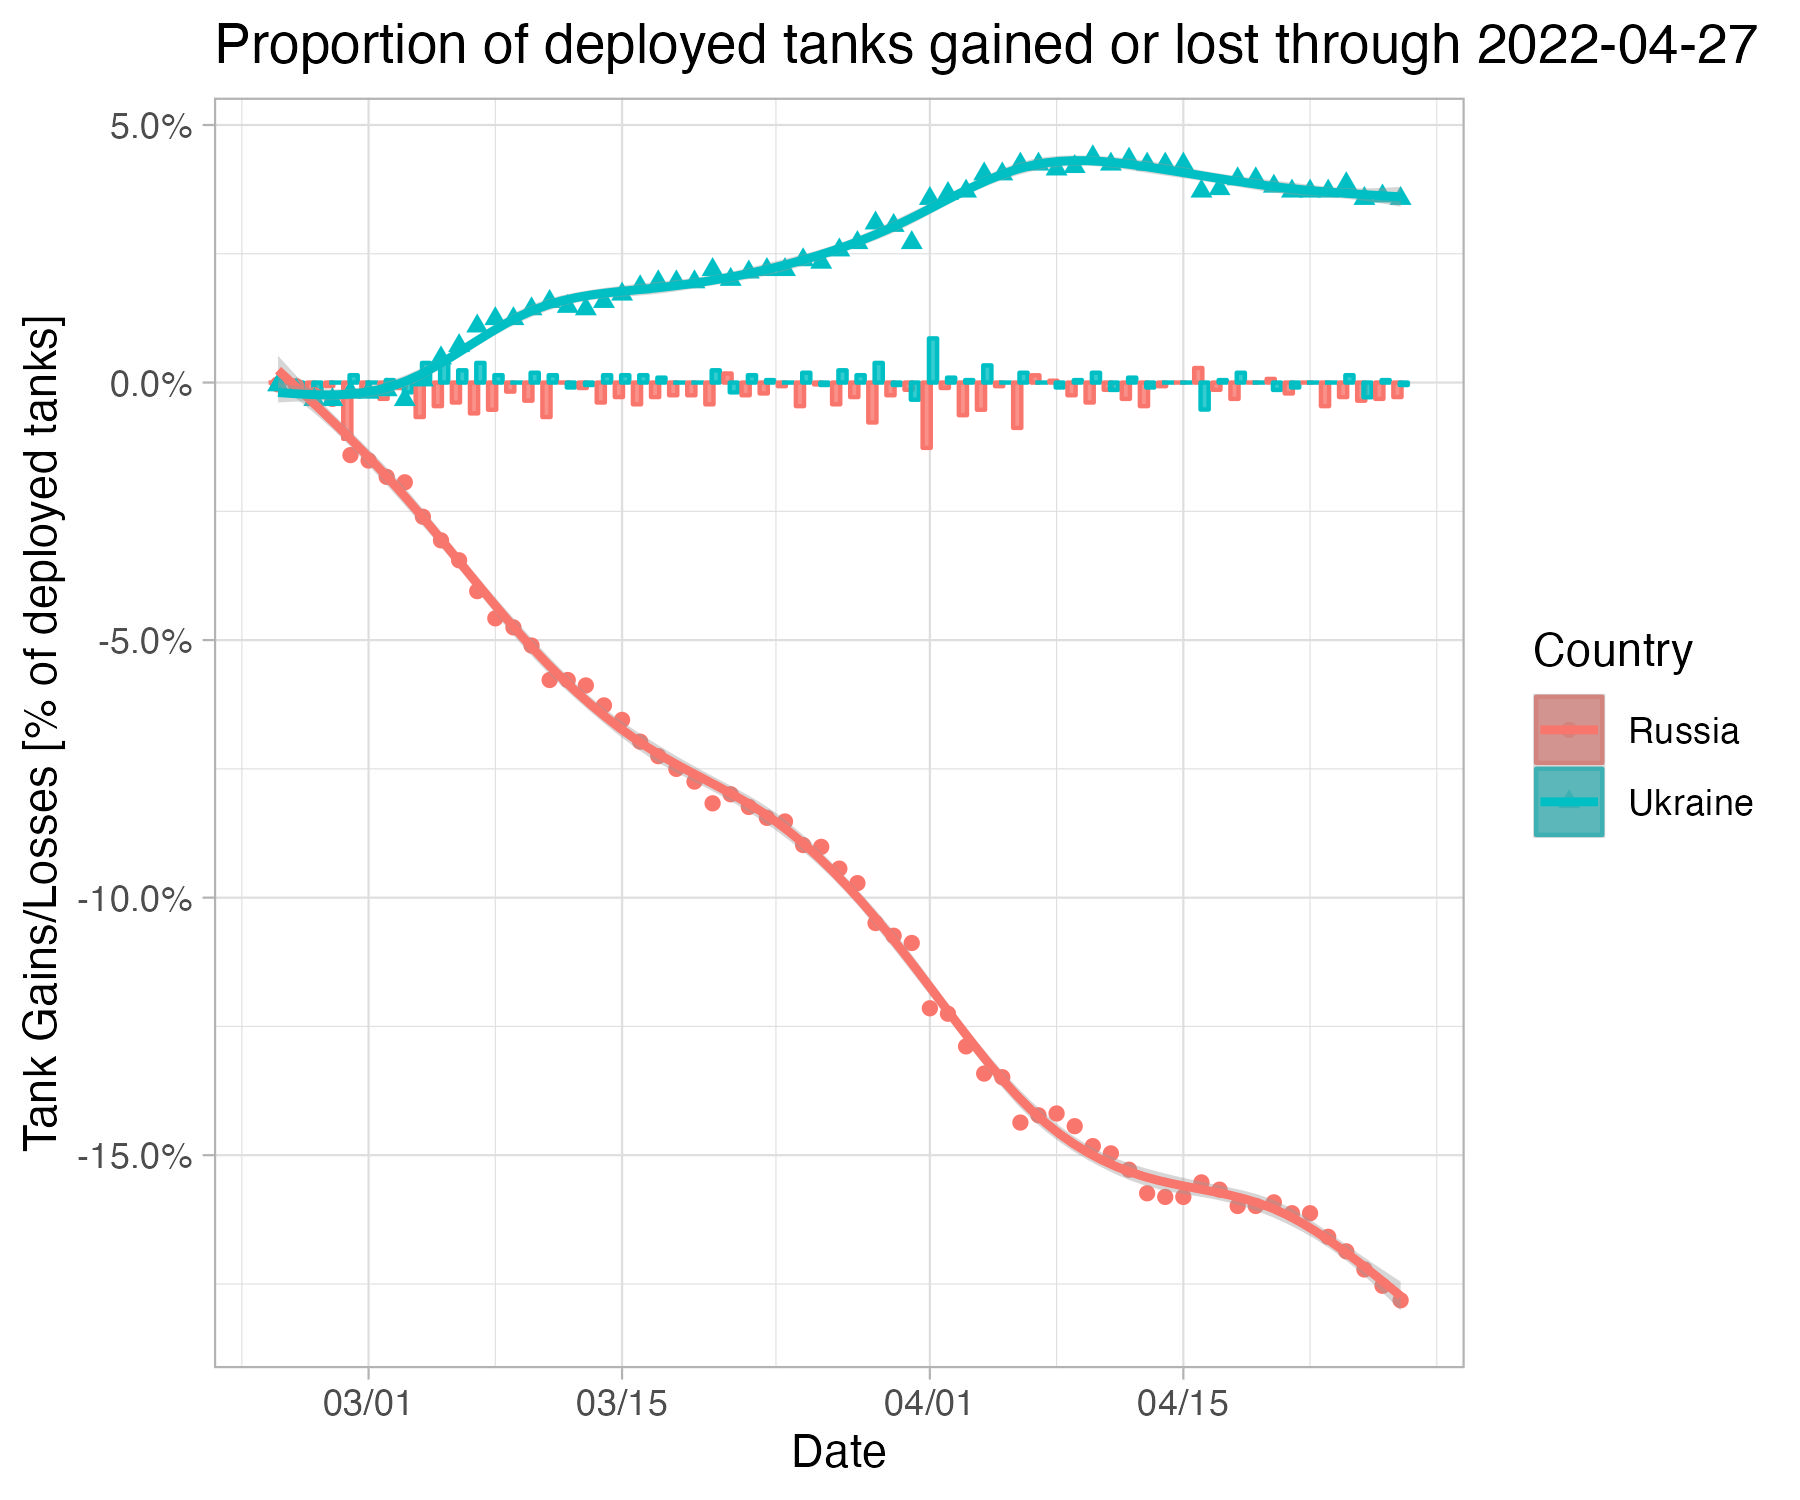 Proportion of deployed tanks gained or lost through 2022-04-27
Tank Gains/Losses [% of deployed tanks]
5.0%
0.0%
-5.0%
-10.0%
-15.0%
03/01
03/15
04/01
04/15
Date
Country
Russia
Ukraine